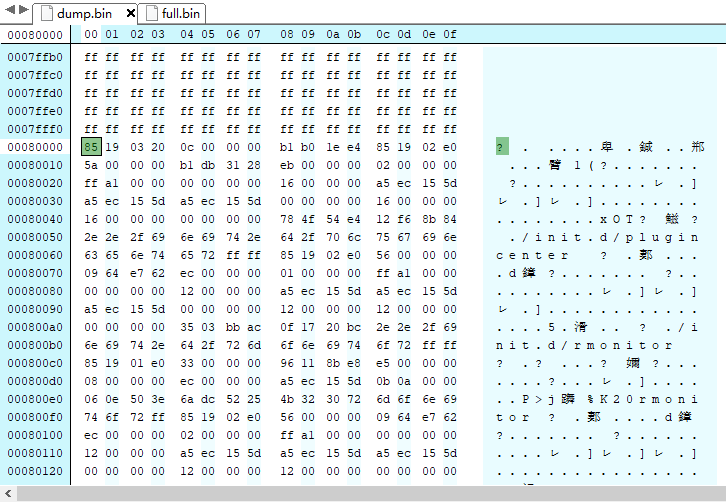 dump.bin full.bin
00080000 00 01 02 03 04 05 06 07 08 09 0a 0b 0c 0d 0e 0f
0007ffb0 ff ff ff ff ff ff ff ff ff ff ff ff ff ff ff ff
0007ffc0 ff ff ff ff ff ff ff ff ff ff ff ff ff ff ff ff
0007ffd0 ff ff ff ff ff ff ff ff ff ff ff ff ff ff ff ff
0007ffe0 ff ff ff ff ff ff ff ff ff ff ff ff ff ff ff ff
0007fff0 ff ff ff ff ff ff ff ff ff ff ff ff ff ff ff ff
00080000 85 19 03 20 0c 00 00 00 b1 b0 1e e4 85 19 02 e0 ? . ....卑.鍼..郱
00080010 5a 00 00 00 b1 db 31 28 eb 00 00 00 02 00 00 00 ...臂1(?.......
00080020 ff a1 00 00 00 00 00 00 16 00 00 00 a5 ec 15 5d ?..........レ.]
00080030 a5 ec 15 5d a5 ec 15 5d 00 00 00 00 16 00 00 00 レ.]レ.]........
00080040 16 00 00 00 00 00 00 00 78 4f 54 e4 12 f6 8b 84 ........xOT?鰦?
00080050 2e 2e 2f 69 6e 69 74 2e 64 2f 70 6c 75 67 69 6e ./init.d/plugin
00080060 63 65 6e 74 65 72 ff ff 85 19 02 e0 56 00 00 00 center ?.郪...
00080070 09 64 e7 62 ec 00 00 00 01 00 00 00 ff a1 00 00 .d鐼?....... ?..
00080080 00 00 00 00 12 00 00 00 a5 ec 15 5d a5 ec 15 5d ........レ.]レ.]
00080090 a5 ec 15 5d 00 00 00 00 12 00 00 00 12 00 00 00 レ.]............
000800a0 00 00 00 00 35 03 bb ac 0f 17 20 bc 2e 2e 2f 69 ....5.滑.. ?./i
000800b0 6e 69 74 2e 64 2f 72 6d 6f 6e 69 74 6f 72 ff ff nit.d/rmonitor
000800c0 85 19 01 e0 33 00 00 00 96 11 8b e8 e5 00 00 00 ?.?...?嬭?...
000800d0 08 00 00 00 ec 00 00 00 a5 ec 15 5d 0b 0a 00 00 ....?...レ.]....
000800e0 06 0e 50 3e 6a dc 52 25 4b 32 30 72 6d 6f 6e 69 ..P>j躌%K20rmoni
000800f0 74 6f 72 ff 85 19 02 e0 56 00 00 00 09 64 e7 62 tor ?.郪....d鐼
00080100 ec 00 00 00 02 00 00 00 ff a1 00 00 00 00 00 00 ?....... ?......
00080110 12 00 00 00 a5 ec 15 5d a5 ec 15 5d a5 ec 15 5d ....レ.]レ.]レ.]
00080120 00 00 00 00 12 00 00 00 12 00 00 00 00 00 00 00 ................